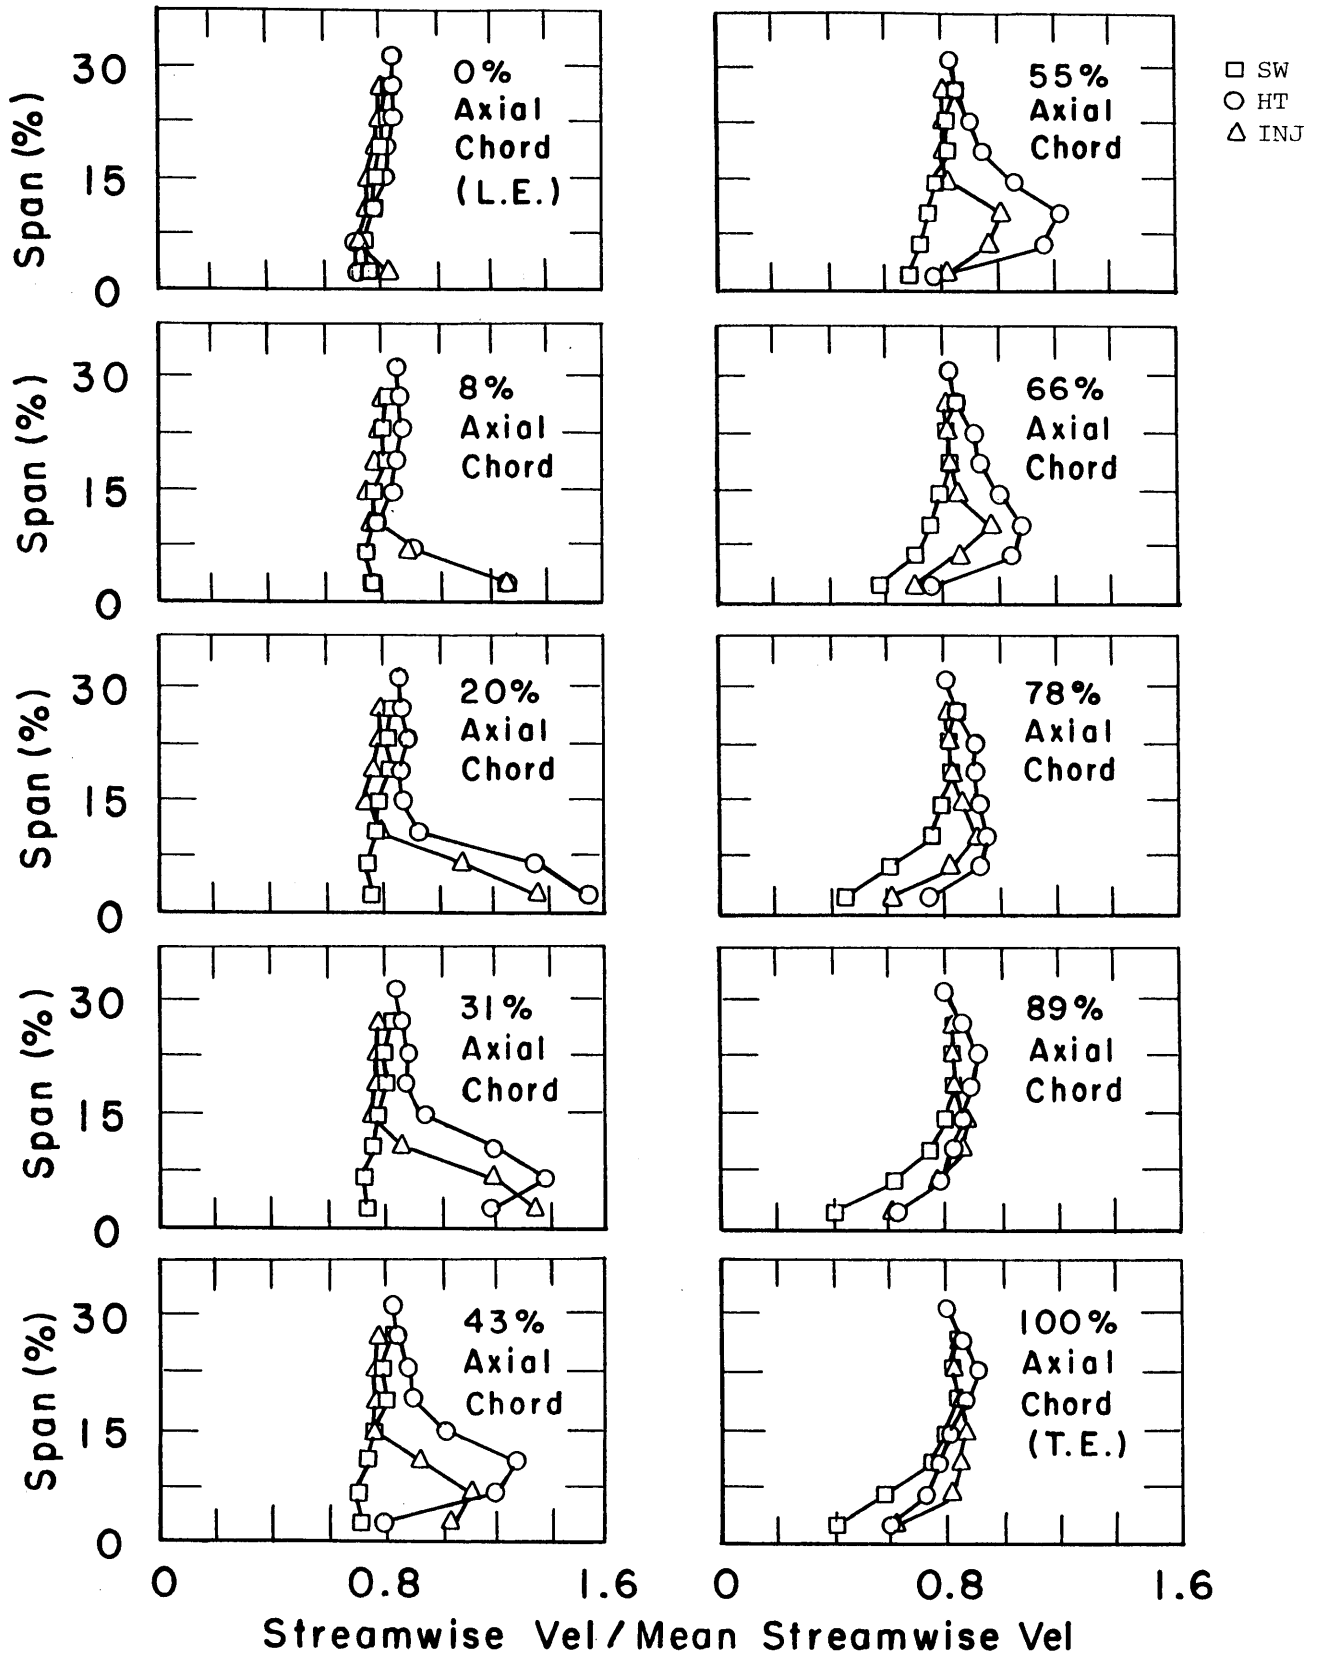 30
15
0
Span (%)
0%
Axial
Chord
(L.E.)
55%
Axial
Chord
SW
HT
INJ
30
15
0
Span (%)
8%
Axial
Chord
66%
Axial
Chord
30
15
0
Span (%)
20%
Axial
Chord
78%
Axial
Chord
30
15
0
Span (%)
31%
Axial
Chord
89%
Axial
Chord
30
15
0
Span (%)
43%
Axial
Chord
100%
Axial
Chord
(T.E.)
0 0.8 1.6
0 0.8 1.6
Streamwise Vel/Mean Streamwise Vel